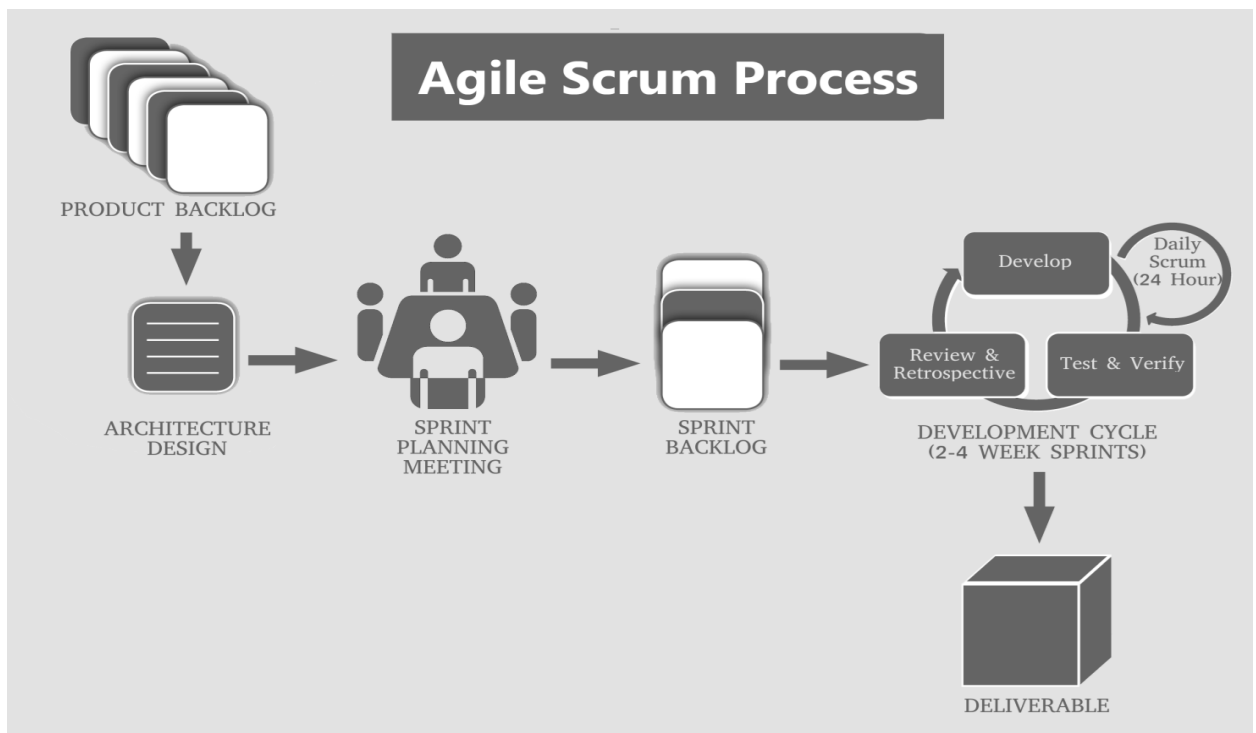 Agile Scrum Process
PRODUCT BACKLOG
ARCHITECTURE
DESIGN
SPRINT
PLANNING
MEETING
SPRINT
BACKLOG
Develop
Daily
Scrum
(24 Hour)
Review &
Retrospective
Test & Verify
DEVELOPMENT CYCLE
(2-4 WEEK SPRINTS)
DELIVERABLE